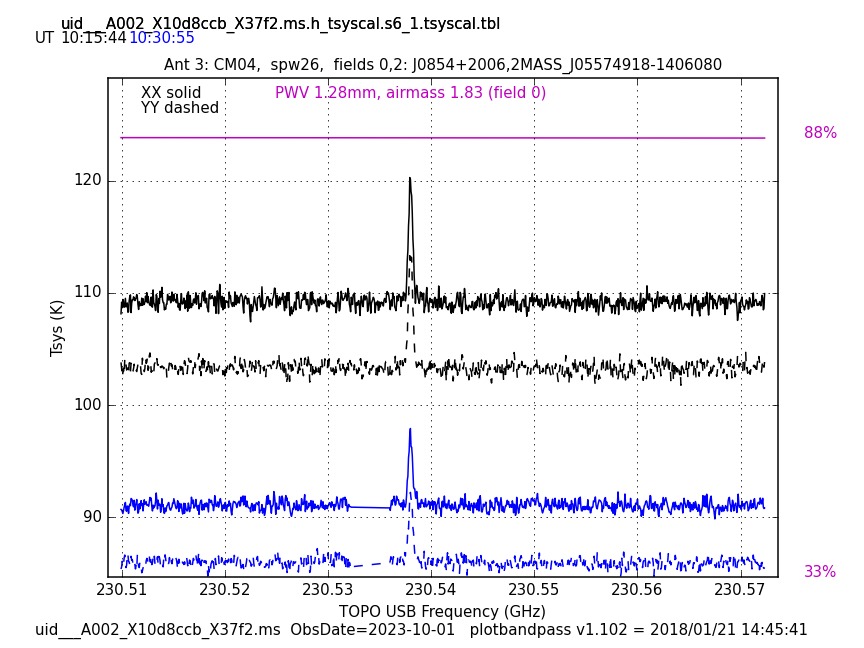 uid___A002_X10d8ccb_X37f2.ms.h_tsyscal.s6_1.tsyscal.tbl
UT 10:15:44 10:30:55
Ant 3: CM04,  spw26,  fields 0,2: J0854+2006,2MASS_J05574918-1406080
XX solid PWV 1.28mm, airmass 1.83 (field 0)
YY dashed
88%
120
110
Tsys (K)
100
90
33%
230.51 230.52 230.53 230.54 230.55 230.56 230.57
TOPO USB Frequency (GHz)
uid___A002_X10d8ccb_X37f2.ms  ObsDate=2023-10-01   plotbandpass v1.102 = 2018/01/21 14:45:41